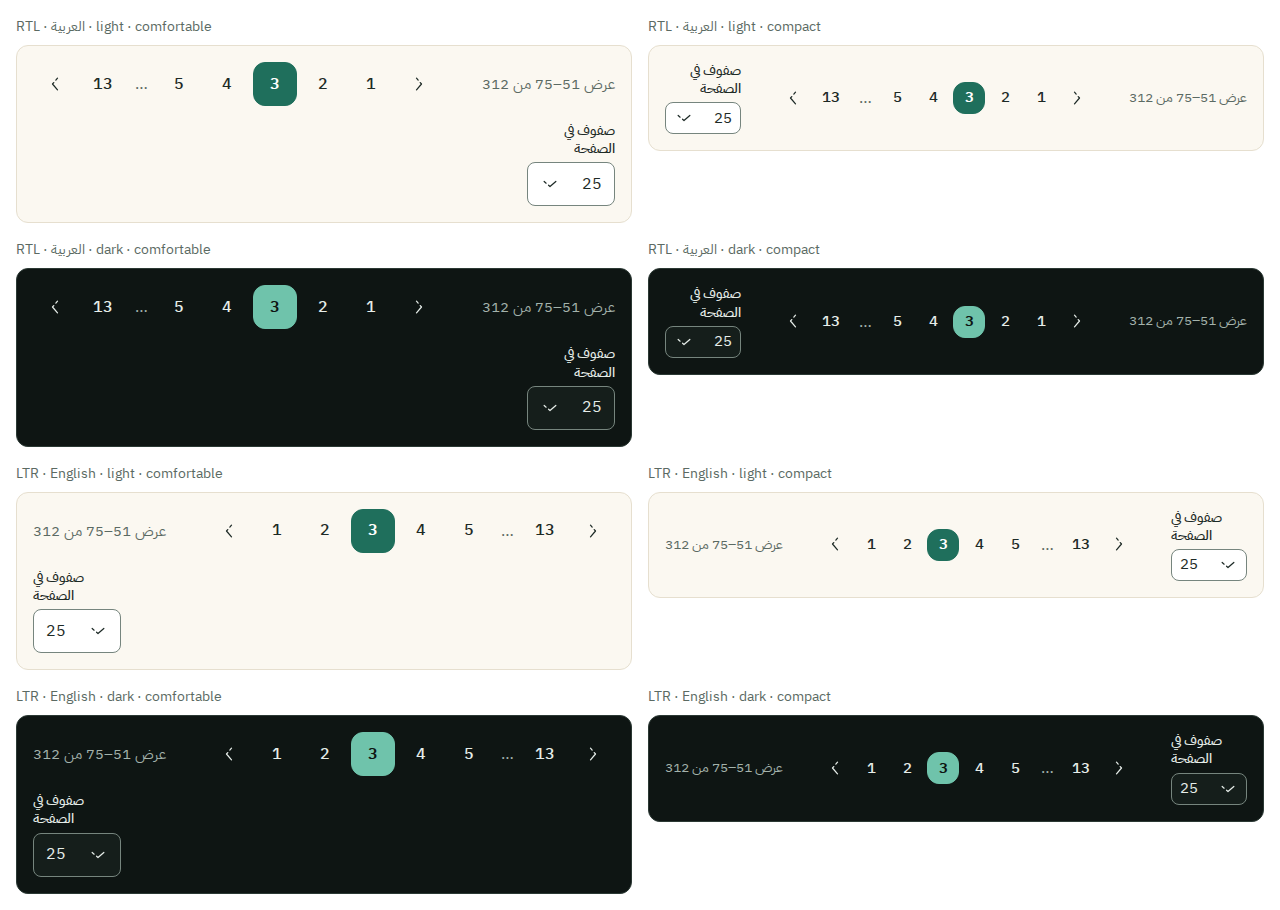 RTL · العربية · light · comfortable
عرض 51–75 من 312
1 2 3 4 5 … 13
صفوف في
الصفحة
25
RTL · العربية · light · compact
عرض 51–75 من 312
1 2 3 4 5 … 13
صفوف في
الصفحة
25
RTL · العربية · dark · comfortable
عرض 51–75 من 312
1 2 3 4 5 … 13
صفوف في
الصفحة
25
RTL · العربية · dark · compact
عرض 51–75 من 312
1 2 3 4 5 … 13
صفوف في
الصفحة
25
LTR · English · light · comfortable
عرض 51–75 من 312
1 2 3 4 5 … 13
صفوف في
الصفحة
25
LTR · English · light · compact
عرض 51–75 من 312
1 2 3 4 5 … 13
صفوف في
الصفحة
25
LTR · English · dark · comfortable
عرض 51–75 من 312
1 2 3 4 5 … 13
صفوف في
الصفحة
25
LTR · English · dark · compact
عرض 51–75 من 312
1 2 3 4 5 … 13
صفوف في
الصفحة
25